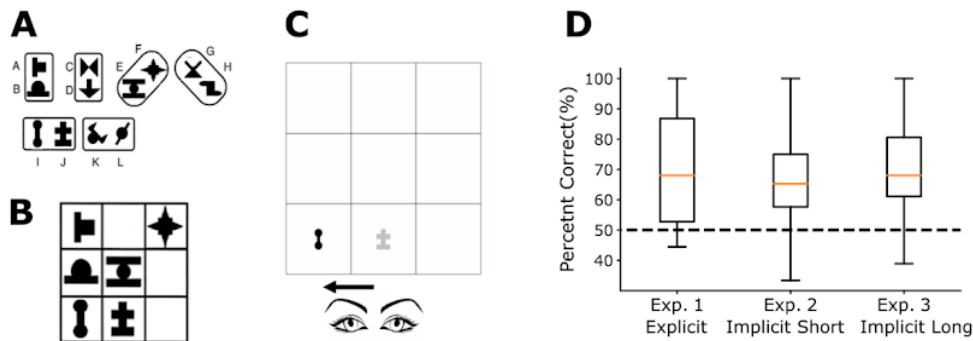 A
A
B
C
D
E
F
G
H
I
J
K
L
B
C
D
Percetnt Correct(%)
100
90
80
70
60
50
40
Exp. 1
Explicit
Exp. 2
Implicit Short
Exp. 3
Implicit Long